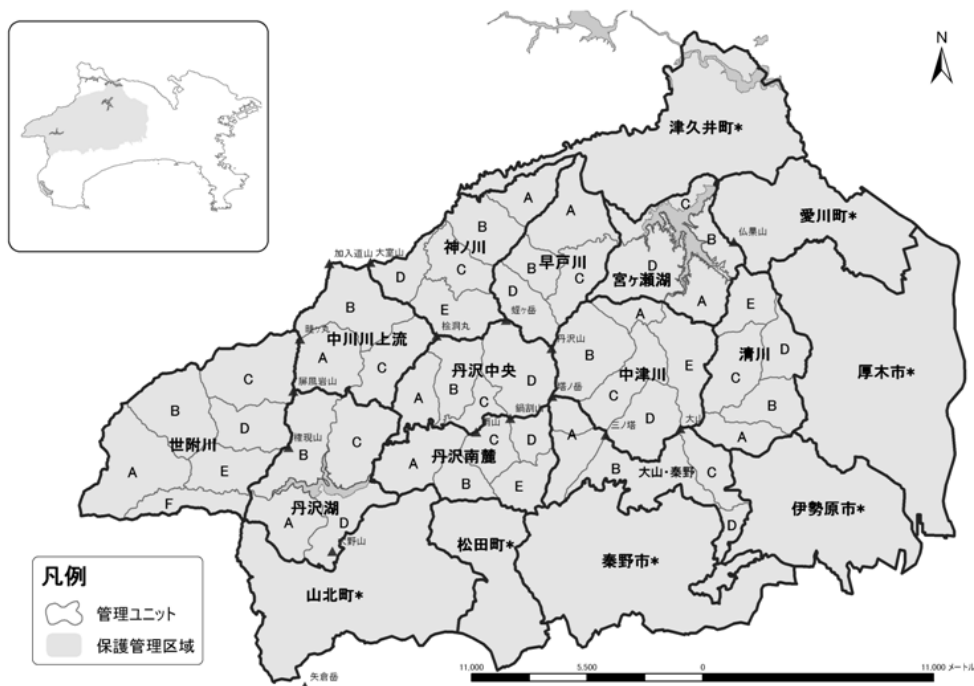 N
津久井町*
愛川町*
仏果山
厚木市*
伊勢原市*
秦野市*
松田町*
山北町*
神ノ川
A
B
C
D
E
早戸川
A
B
C
D
宮ヶ瀬湖
A
B
C
D
加入道山
大室山
蛭ヶ岳
桧洞丸
中川川上流
A
B
C
屏風岩山
丹沢中央
A
B
C
D
丹沢山
塔ノ岳
鍋割山
中津川
A
B
C
D
E
三ノ塔
大山
清川
A
B
C
D
E
世附川
A
B
C
D
E
F
権現山
丹沢湖
A
B
C
D
丹沢南麓
A
B
C
D
E
大山・秦野
A
B
C
D
矢倉岳
凡例
管理ユニット
保護管理区域
11,000
5,500
0
11,000 メートル